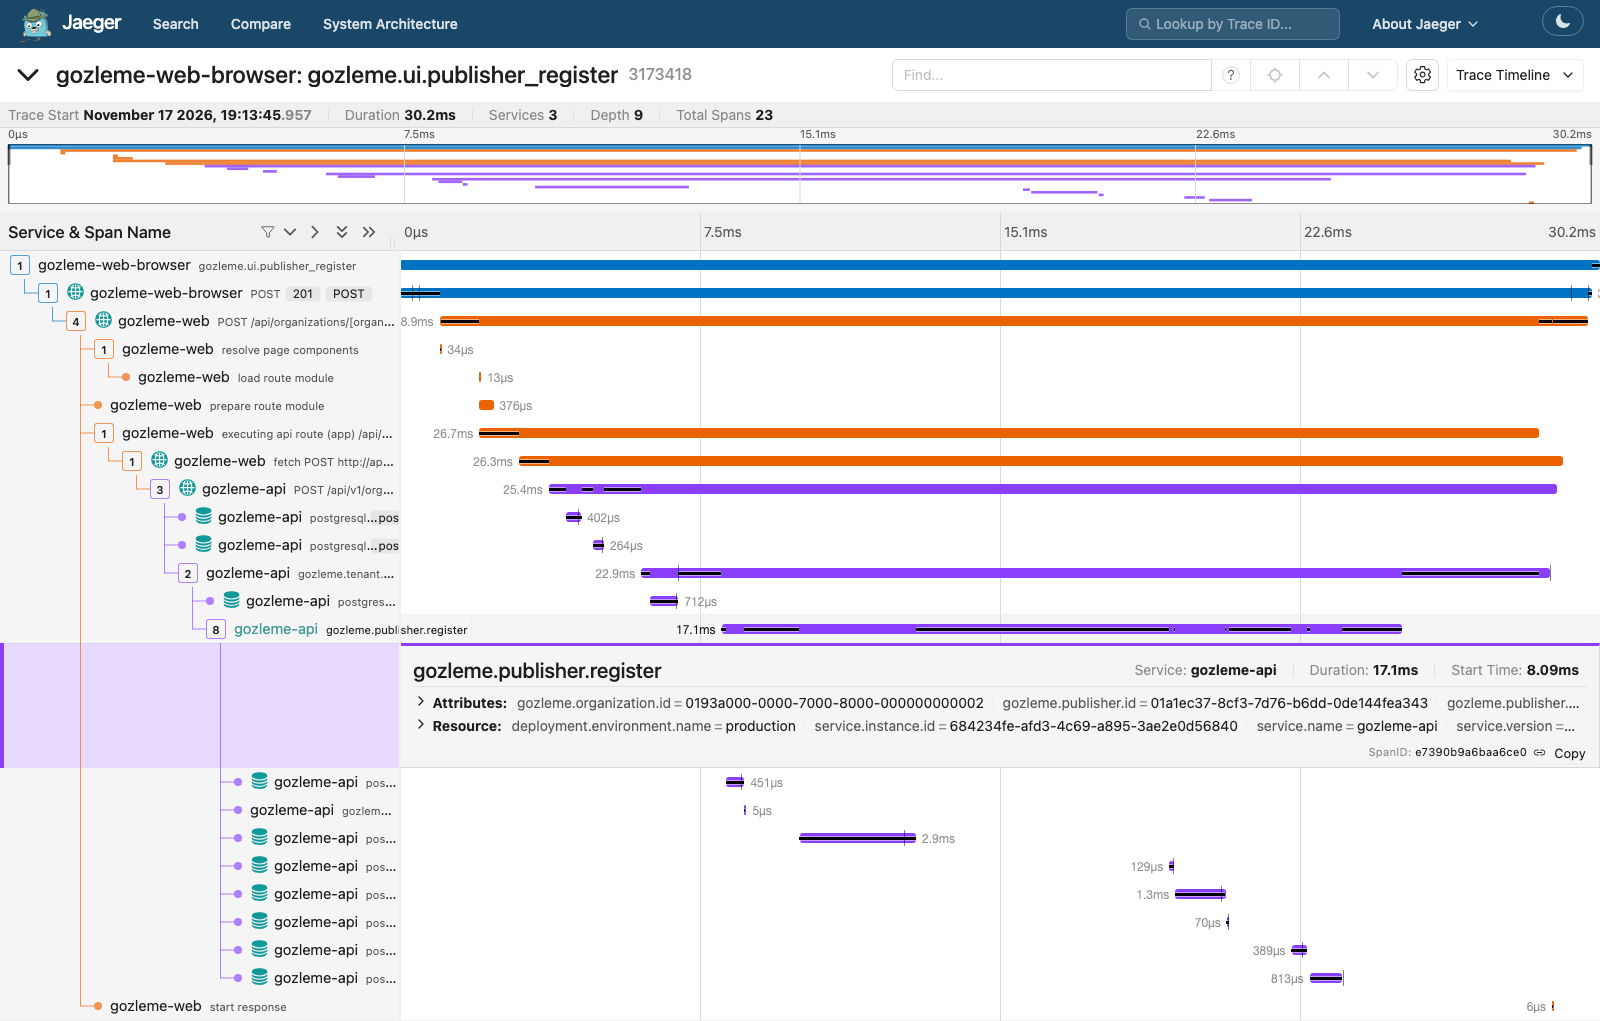 Jaeger Search Compare System Architecture Lookup by Trace ID... About Jaeger
gozleme-web-browser: gozleme.ui.publisher_register 3173418 Find... ? Trace Timeline
Trace Start November 17 2026, 19:13:45.957 Duration 30.2ms Services 3 Depth 9 Total Spans 23
0μs 7.5ms 15.1ms 22.6ms 30.2ms
Service & Span Name 0μs 7.5ms 15.1ms 22.6ms 30.2ms
1 gozleme-web-browser gozleme.ui.publisher_register
1 gozleme-web-browser POST 201 POST
4 gozleme-web POST /api/organizations/[organ... 8.9ms
1 gozleme-web resolve page components 34μs
gozleme-web load route module 13μs
gozleme-web prepare route module 376μs
1 gozleme-web executing api route (app) /api/... 26.7ms
1 gozleme-web fetch POST http://ap... 26.3ms
3 gozleme-api POST /api/v1/org... 25.4ms
gozleme-api postgresql...pos 402μs
gozleme-api postgresql...pos 264μs
2 gozleme-api gozleme.tenant.... 22.9ms
gozleme-api postgres... 712μs
8 gozleme-api gozleme.publisher.register 17.1ms
gozleme.publisher.register Service: gozleme-api Duration: 17.1ms Start Time: 8.09ms
Attributes: gozleme.organization.id = 0193a000-0000-7000-8000-000000000002 gozleme.publisher.id = 01a1ec37-8cf3-7d76-b6dd-0de144fea343 gozleme.publisher....
Resource: deployment.environment.name = production service.instance.id = 684234fe-afd3-4c69-a895-3ae2e0d56840 service.name = gozleme-api service.version =...
SpanID: e7390b9a6baa6ce0 Copy
gozleme-api pos... 451μs
gozleme-api gozlem... 5μs
gozleme-api pos... 2.9ms
gozleme-api pos... 129μs
gozleme-api pos... 1.3ms
gozleme-api pos... 70μs
gozleme-api pos... 389μs
gozleme-api pos... 813μs
gozleme-web start response 6μs